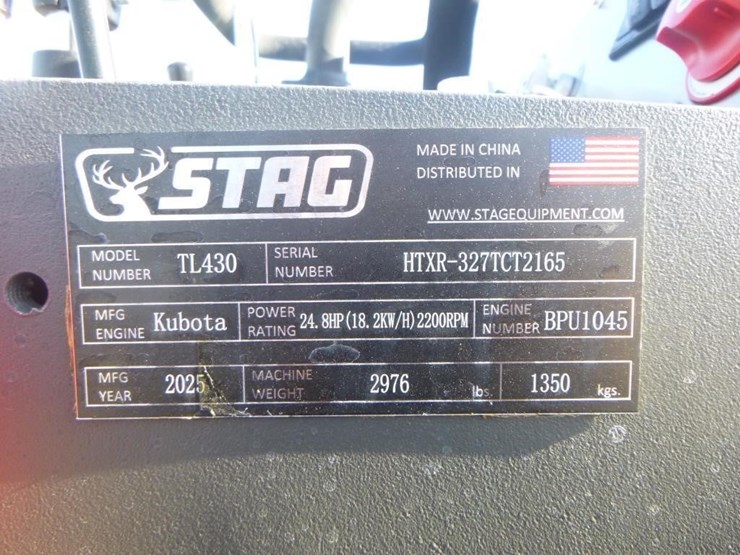 STAG
MADE IN CHINA
DISTRIBUTED IN
WWW.STAGEQUIPMENT.COM
MODEL NUMBER TL430 SERIAL NUMBER HTXR-327TCT2165
MFG ENGINE Kubota POWER RATING 24.8HP(18.2KW/H)2200RPM ENGINE NUMBER BPU1045
MFG YEAR 2025 MACHINE WEIGHT 2976 lbs. 1350 kgs.